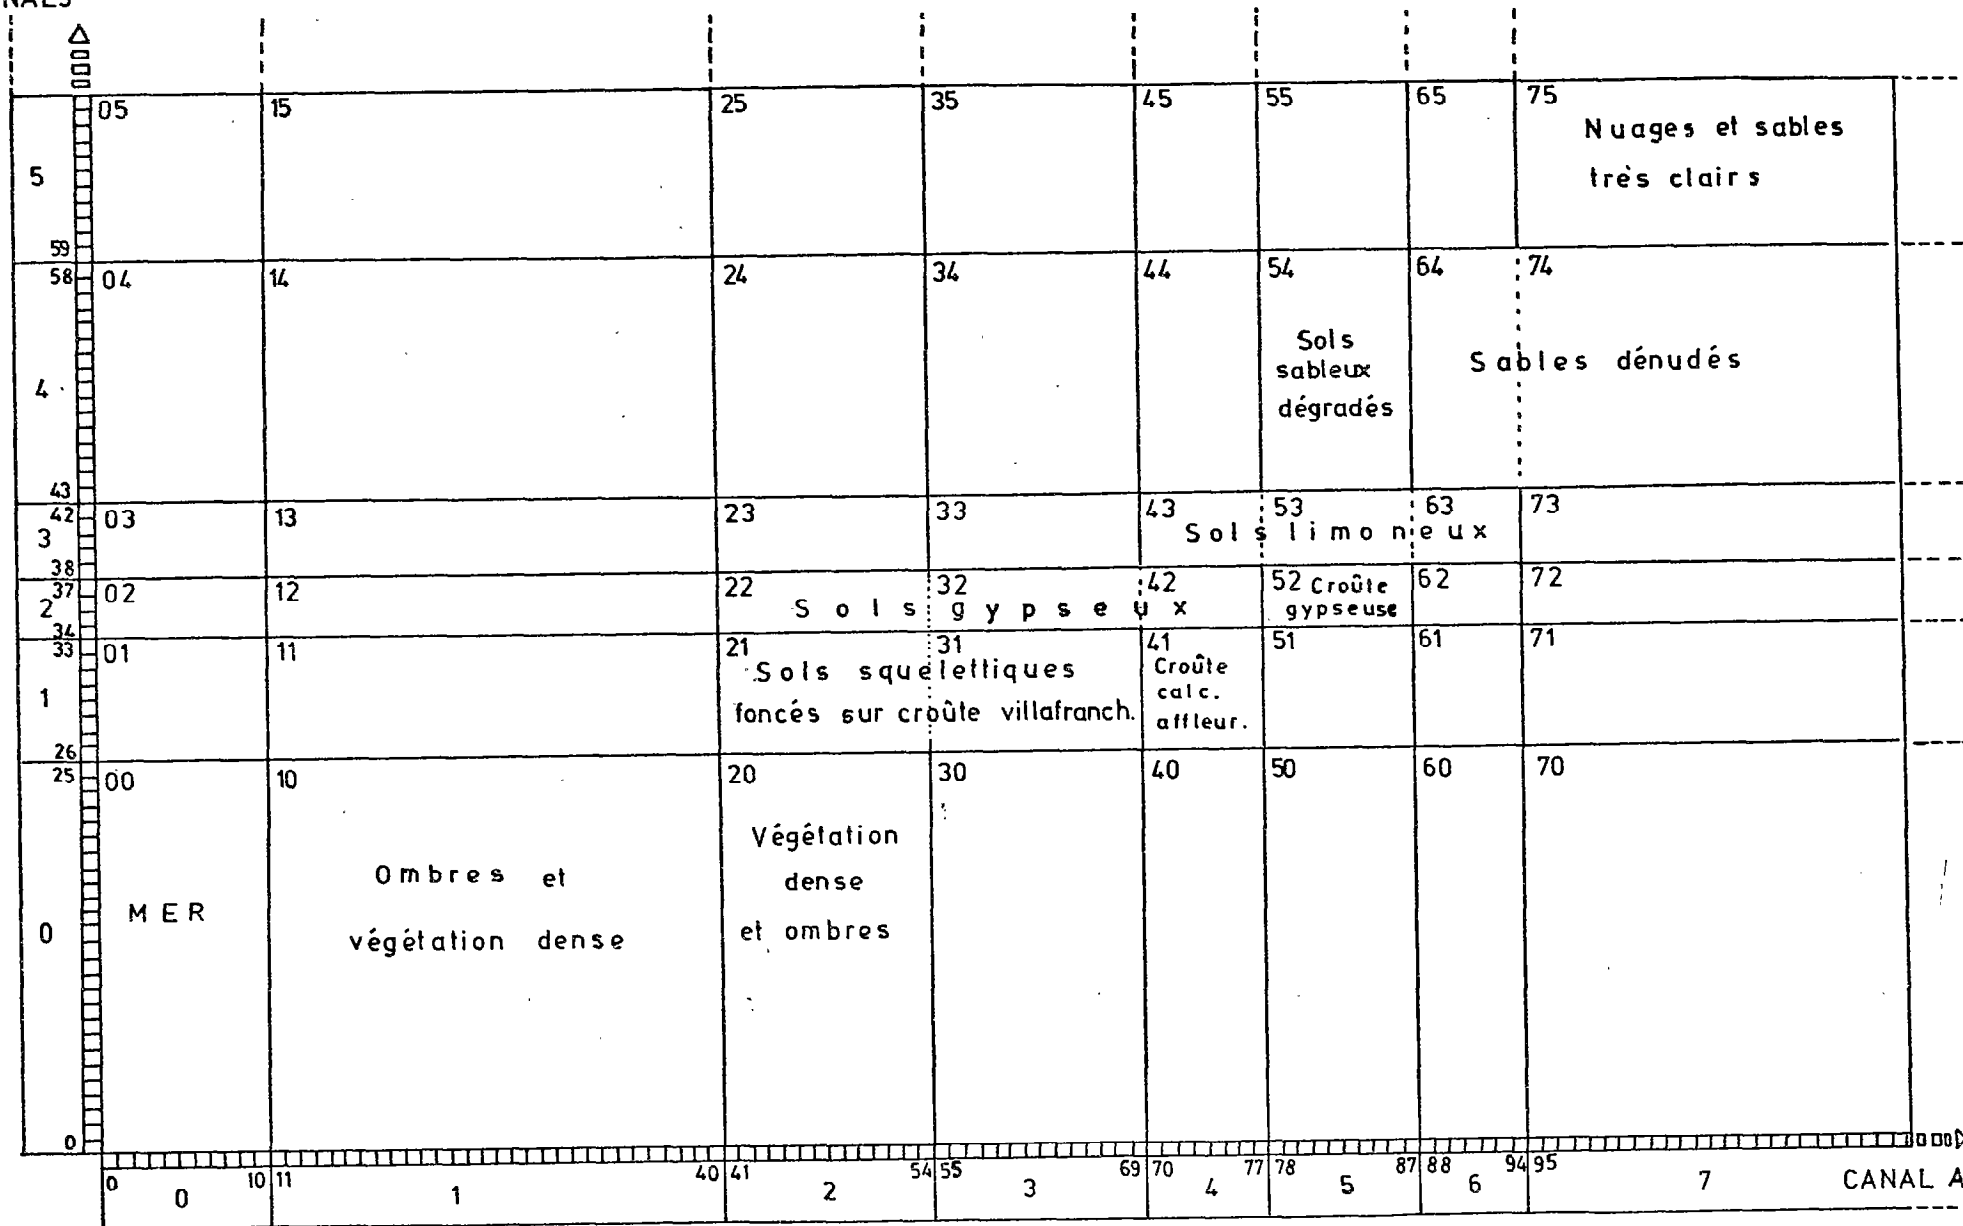 05 15 25 35 45 55 65 75
Nuages et sables
très clairs
5
59
58
04 14 24 34 44 54 64 74
Sols
sableux
dégradés
Sables dénudés
4
43
42
03 13 23 33 43 53 63 73
Sols limoneux
3
38
37
02 12 22 32 42 52 62 72
Sols gypseux
Croûte
gypseuse
2
34
33
01 11 21 31 41 51 61 71
Sols squelettiques
foncés sur croûte villafranch.
Croûte
calc.
affleur.
1
26
25
00 10 20 30 40 50 60 70
MER
Ombres et
végétation dense
Végétation
dense
et ombres
0
0
0 10 11 40 41 54 55 69 70 77 78 87 88 94 95
0 1 2 3 4 5 6 7 CANAL A